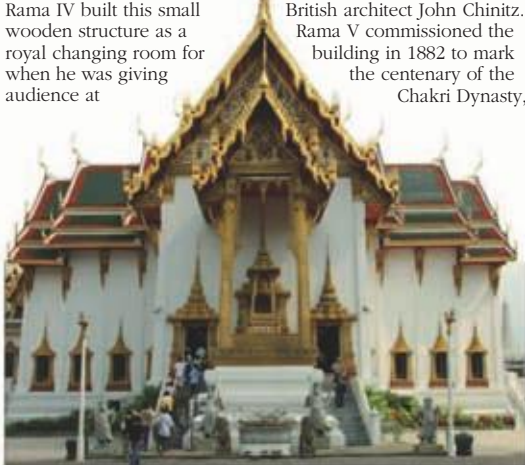 Rama IV built this small
wooden structure as a
royal changing room for
when he was giving
audience at
British architect John Chinitz.
Rama V commissioned the
building in 1882 to mark
the centenary of the
Chakri Dynasty,